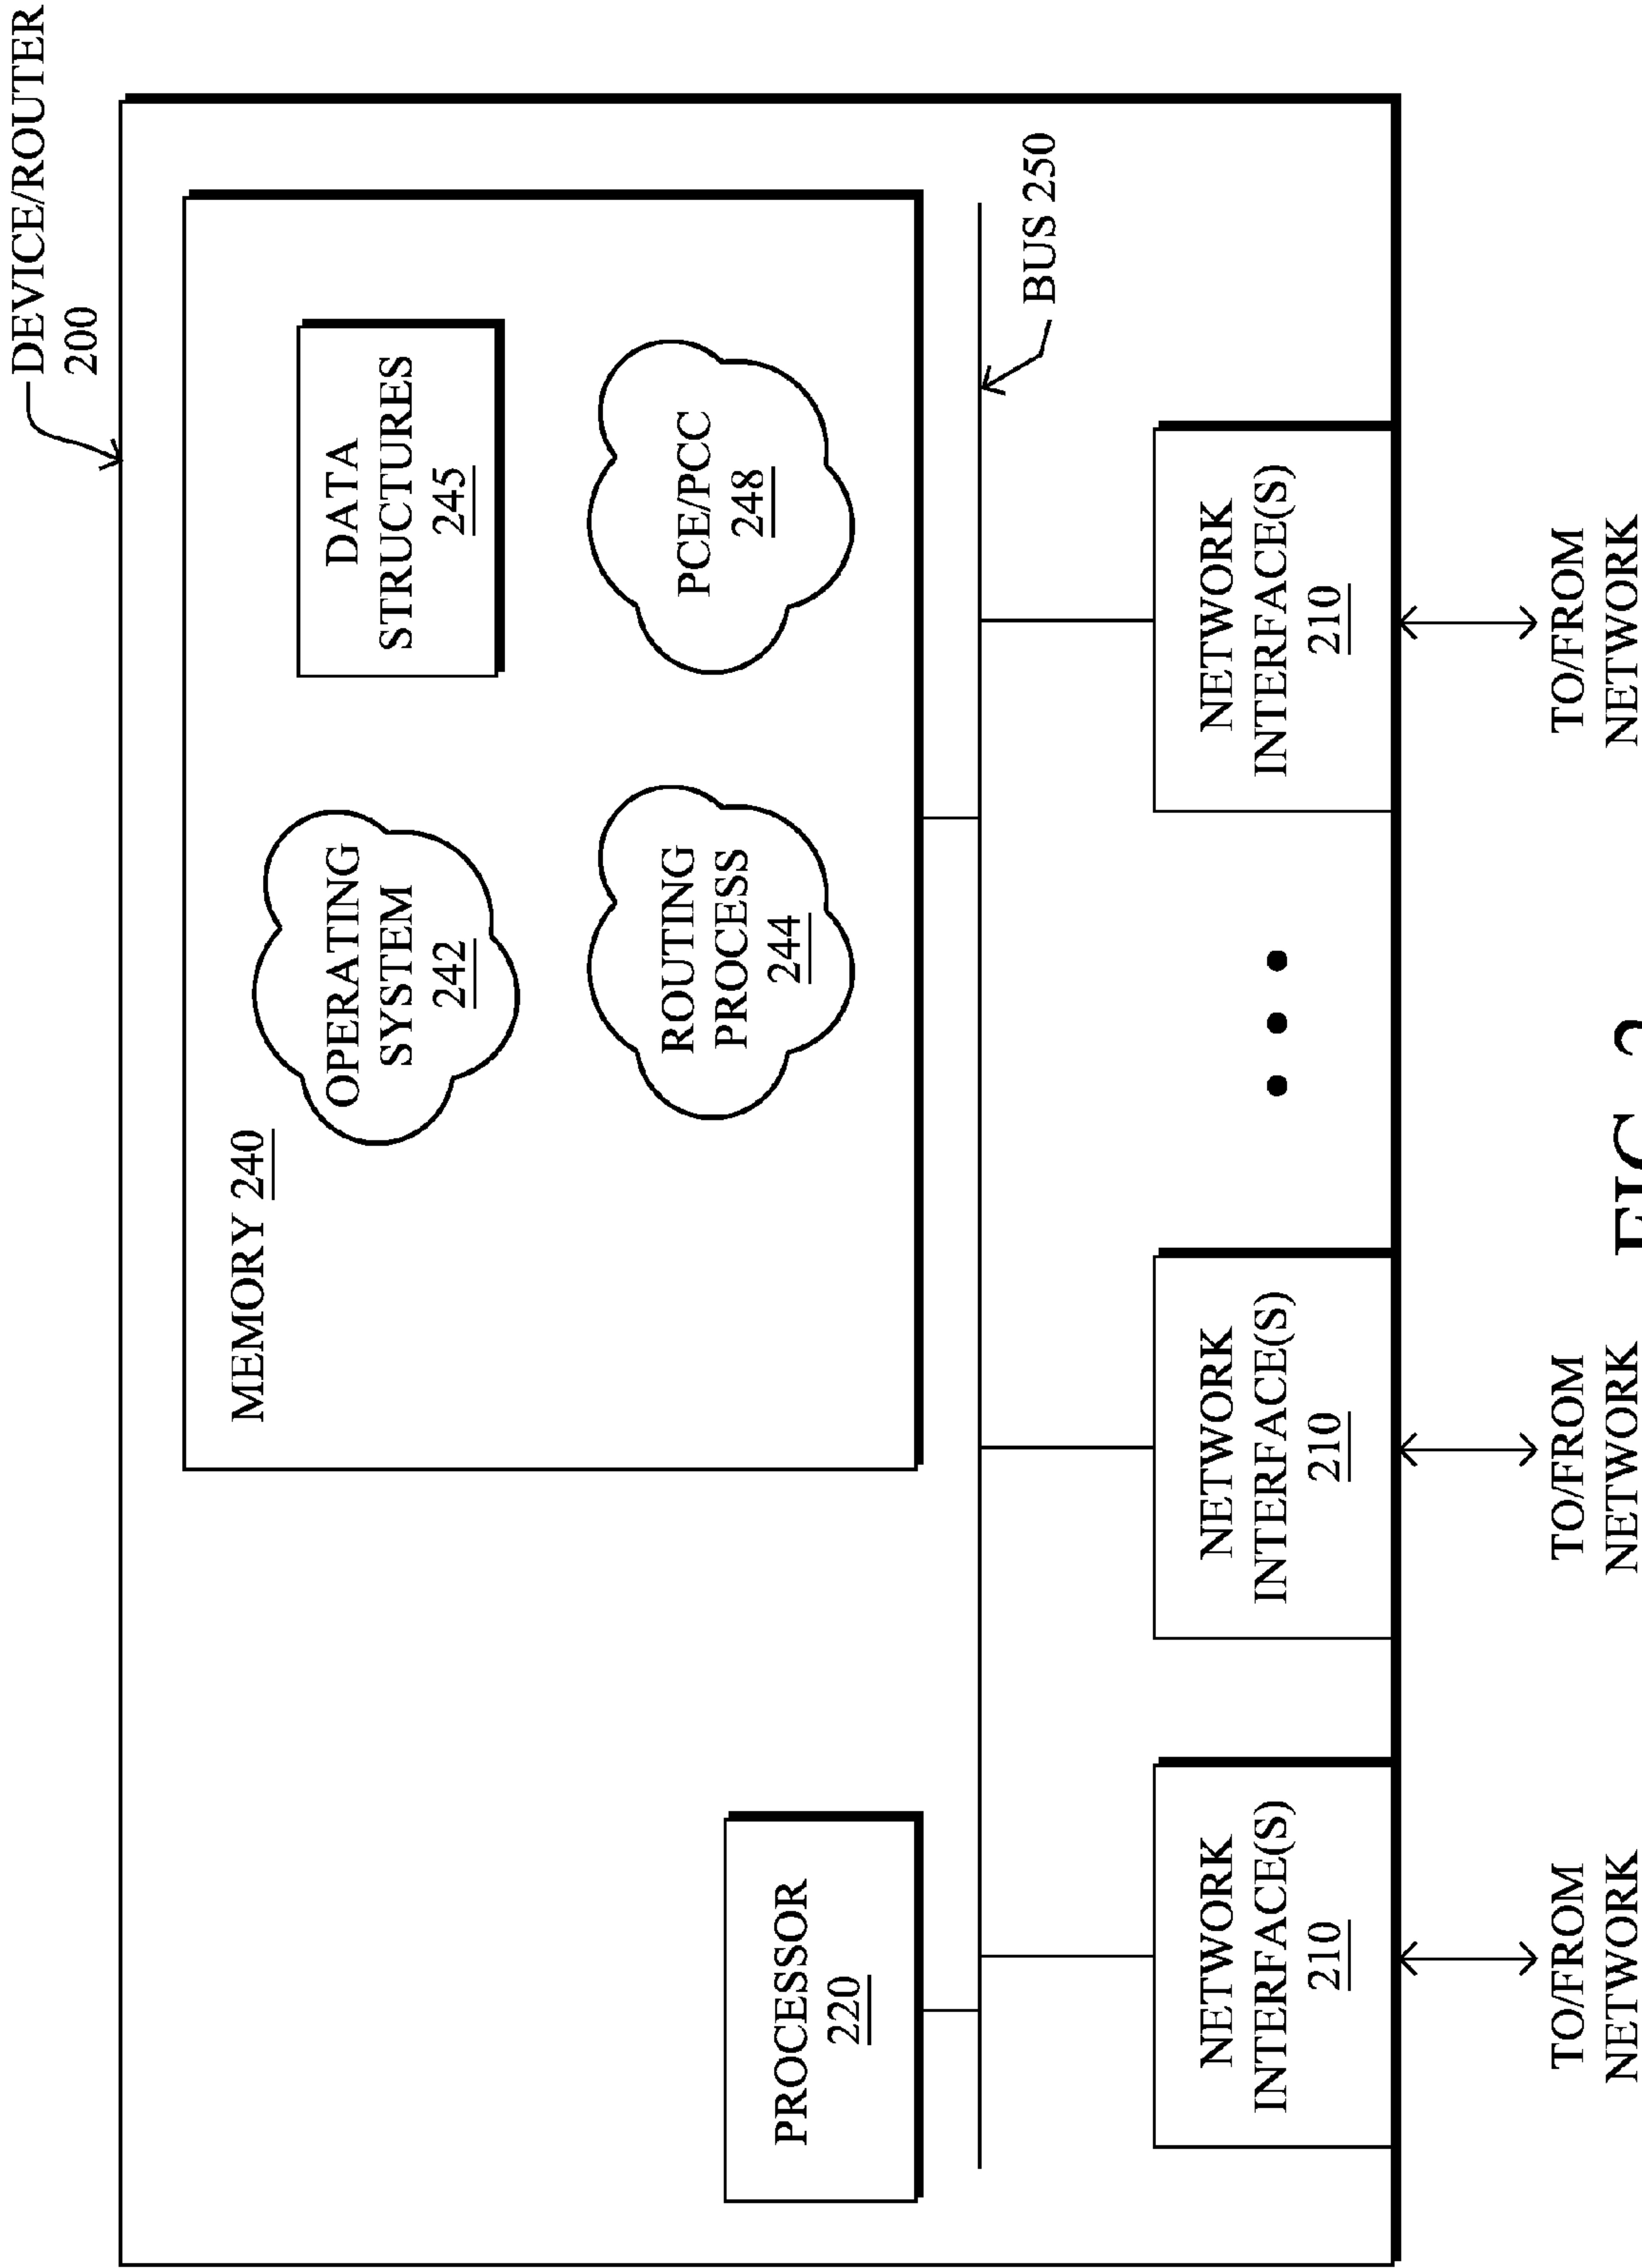 DEVICE/ROUTER
200
MEMORY 240
OPERATING
SYSTEM
242
DATA
STRUCTURES
245
ROUTING
PROCESS
244
PCE/PCC
248
PROCESSOR
220
BUS 250
NETWORK
INTERFACE(S)
210
NETWORK
INTERFACE(S)
210
NETWORK
INTERFACE(S)
210
TO/FROM
NETWORK
TO/FROM
NETWORK
TO/FROM
NETWORK
FIG.